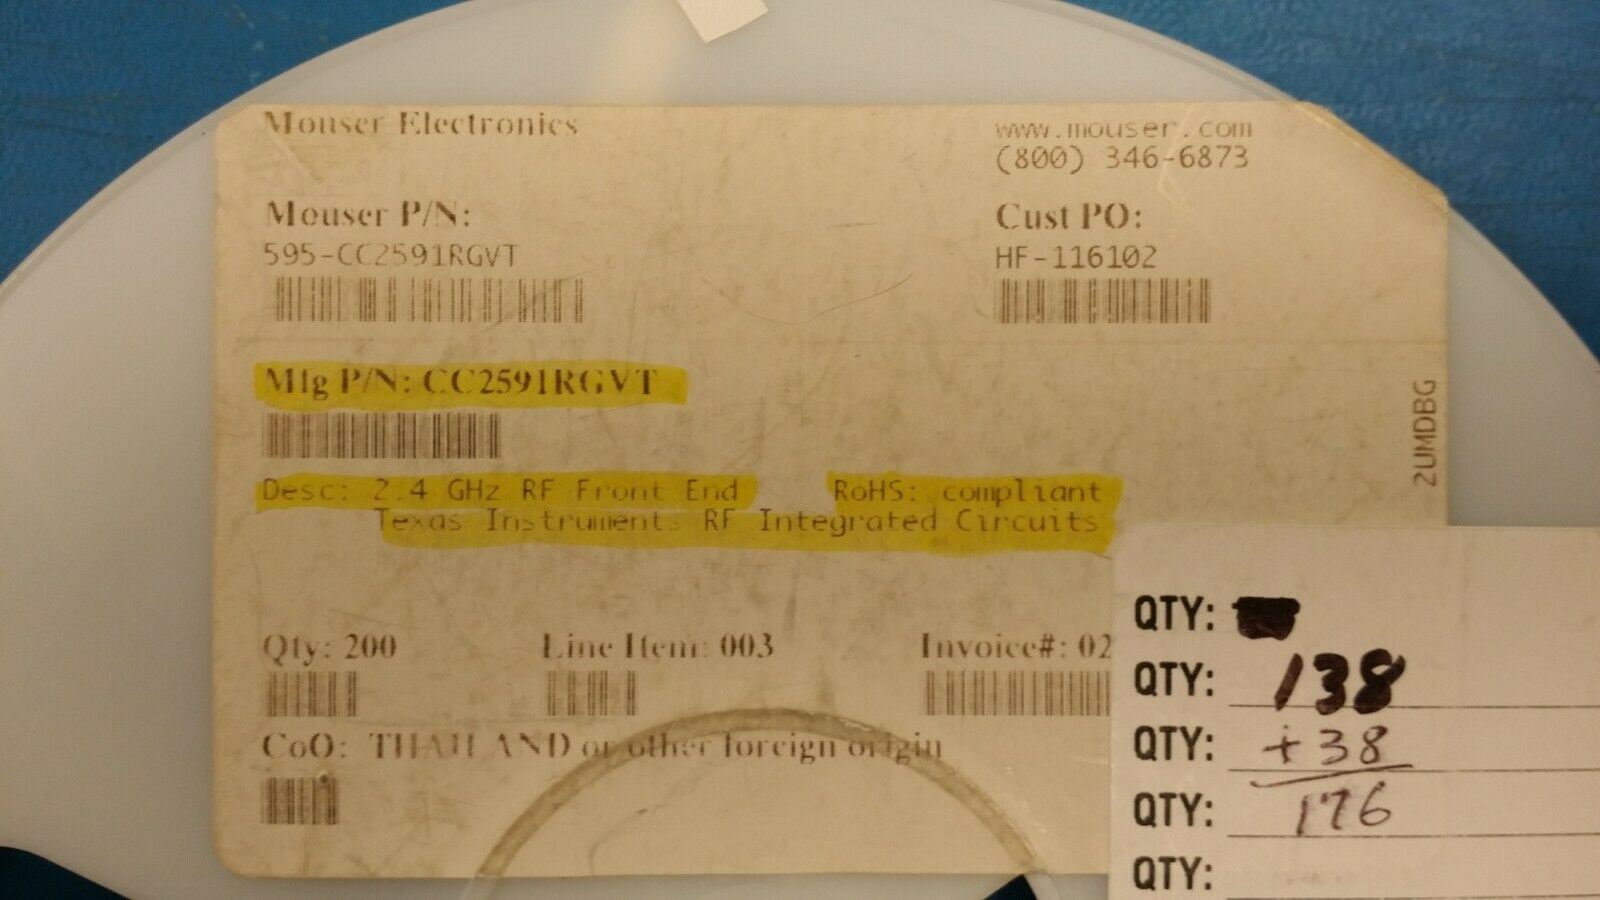 Mouser Electronics
www.mouser.com
(800) 346-6873
Mouser P/N:
595-CC2591RGVT
Cust PO:
HF-116102
Mfg P/N: CC2591RGVT
2UMDBG
Desc: 2.4 GHz RF Front End RoHS: compliant
Texas Instruments RF Integrated Circuits
Qty: 200 Line Item: 003 Invoice#: 02
CoO: THAILAND or other foreign origin
QTY:
QTY: 138
QTY: +38
QTY: 176
QTY: